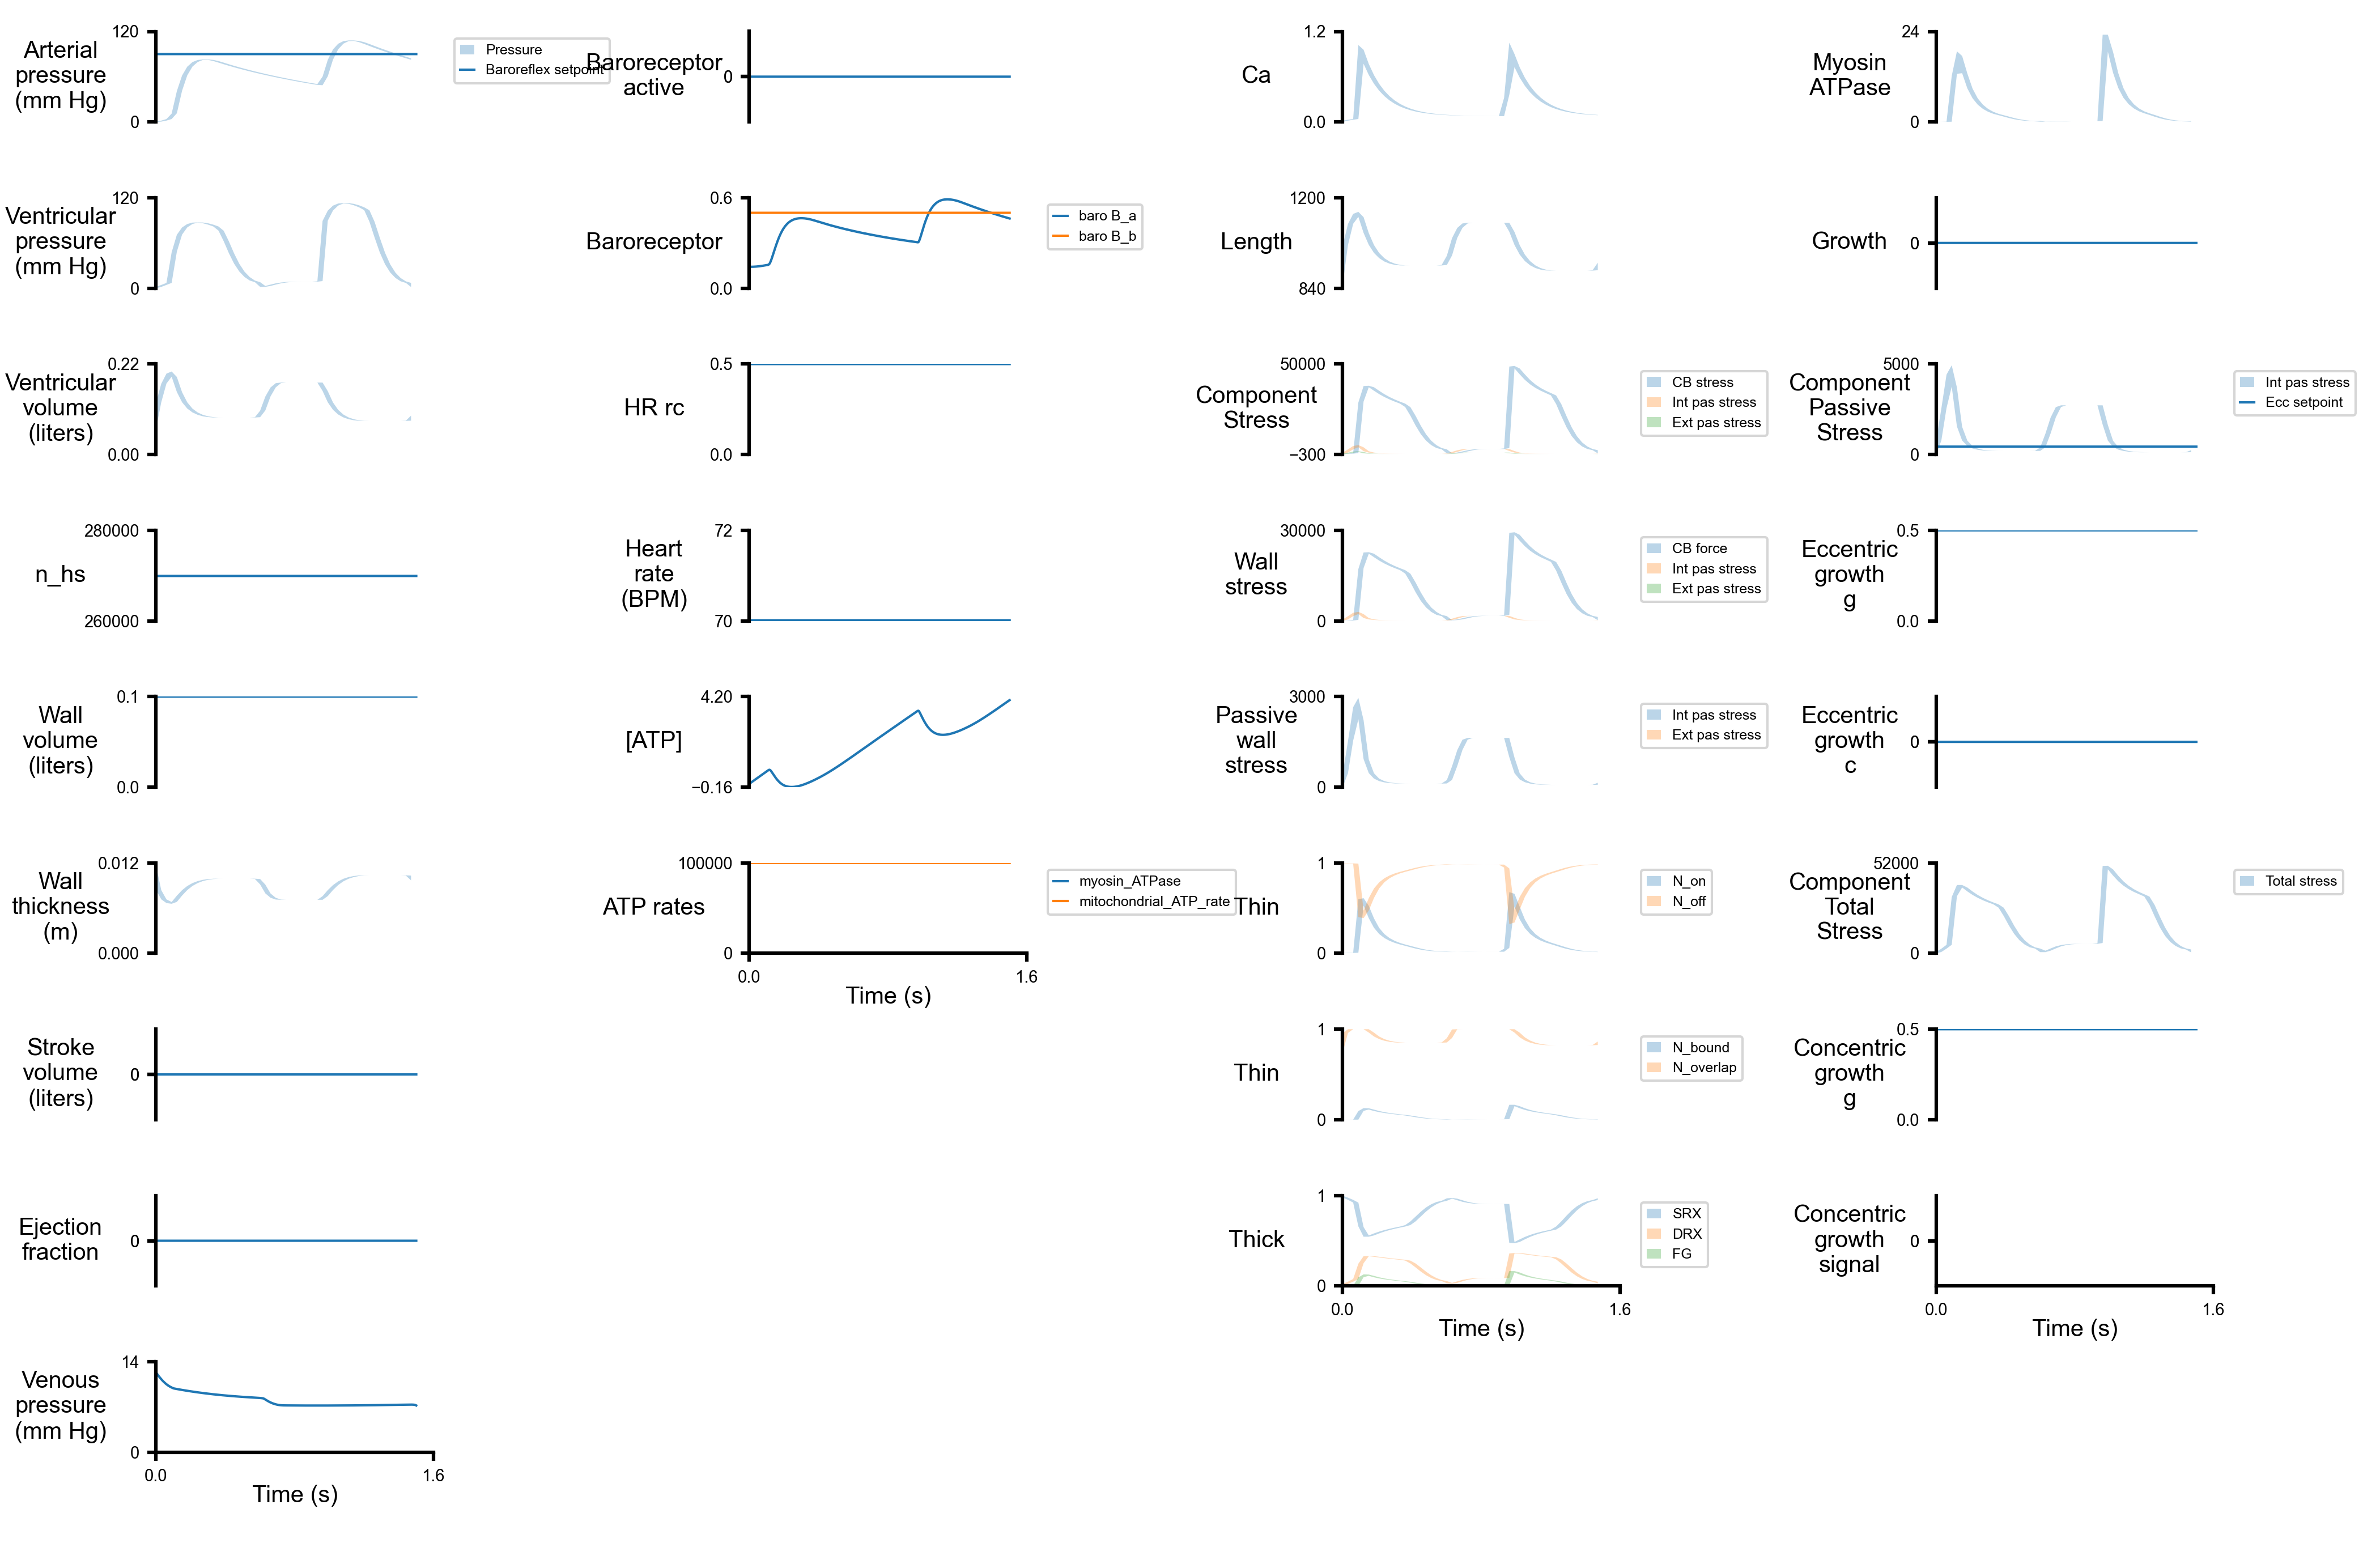 Arterial
pressure
(mm Hg)
120
0
Pressure
Baroreflex setpoint
Ventricular
pressure
(mm Hg)
120
0
Ventricular
volume
(liters)
0.22
0.00
n_hs
280000
260000
Wall
volume
(liters)
0.1
0.0
Wall
thickness
(m)
0.012
0.000
Stroke
volume
(liters)
0
Ejection
fraction
0
Venous
pressure
(mm Hg)
14
0
0.0
1.6
Time (s)
Baroreceptor
active
0
Baroreceptor
0.6
0.0
baro B_a
baro B_b
HR rc
0.5
0.0
Heart
rate
(BPM)
72
70
[ATP]
4.20
−0.16
ATP rates
100000
0
myosin_ATPase
mitochondrial_ATP_rate
0.0
1.6
Time (s)
Ca
1.2
0.0
Length
1200
840
Component
Stress
50000
−300
CB stress
Int pas stress
Ext pas stress
Wall
stress
30000
0
CB force
Int pas stress
Ext pas stress
Passive
wall
stress
3000
0
Int pas stress
Ext pas stress
Thin
1
0
N_on
N_off
Thin
1
0
N_bound
N_overlap
Thick
1
0
SRX
DRX
FG
0.0
1.6
Time (s)
Myosin
ATPase
24
0
Growth
0
Component
Passive
Stress
5000
0
Int pas stress
Ecc setpoint
Eccentric
growth
g
0.5
0.0
Eccentric
growth
c
0
Component
Total
Stress
52000
0
Total stress
Concentric
growth
g
0.5
0.0
Concentric
growth
signal
0
0.0
1.6
Time (s)